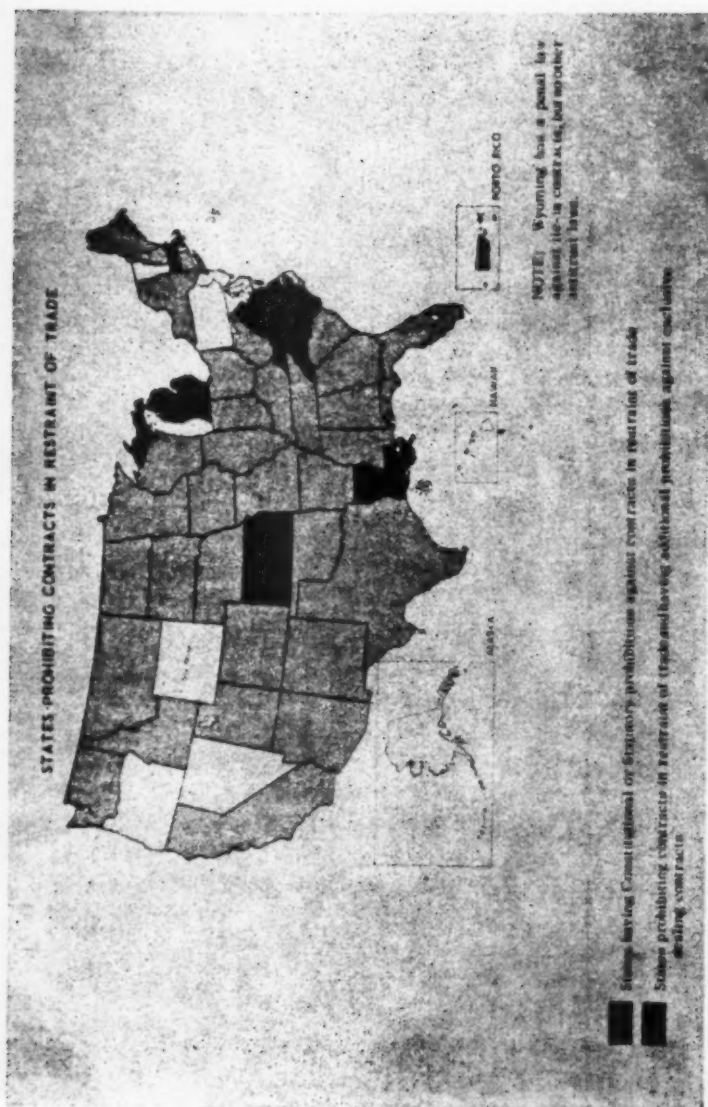 STATES PROHIBITING CONTRACTS IN RESTRAINT OF TRADE
ALASKA
HAWAII
PORTO RICO
NOTE: Wyoming has a penal law
against tie-in contracts, but no other
antitrust laws.
States having Constitutional or Statutory prohibitions against contracts in restraint of trade
States prohibiting contracts in restraint of trade and having additional prohibitions against exclusive
dealing contracts